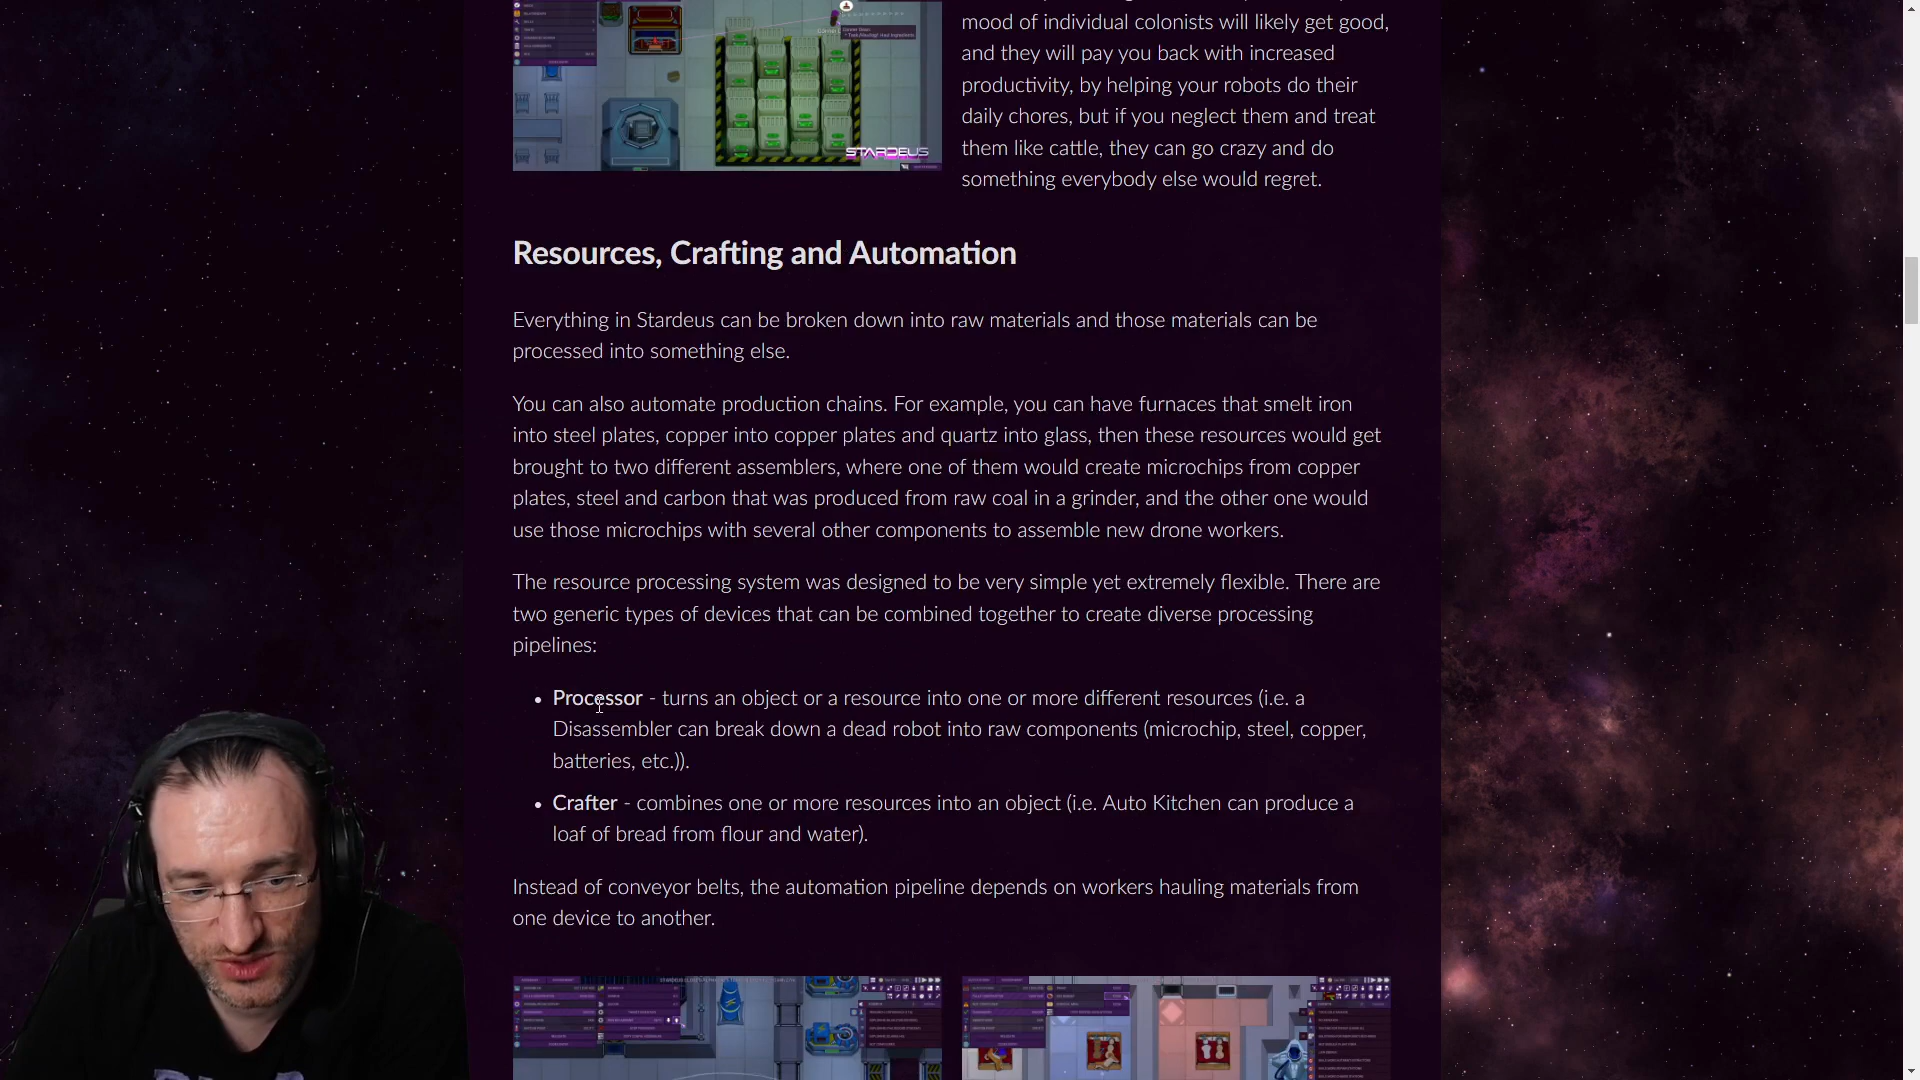 mood of individual colonists will likely get good,
and they will pay you back with increased
productivity, by helping your robots do their
daily chores, but if you neglect them and treat
them like cattle, they can go crazy and do
something everybody else would regret.
STARDEUS
Resources, Crafting and Automation
Everything in Stardeus can be broken down into raw materials and those materials can be
processed into something else.
You can also automate production chains. For example, you can have furnaces that smelt iron
into steel plates, copper into copper plates and quartz into glass, then these resources would get
brought to two different assemblers, where one of them would create microchips from copper
plates, steel and carbon that was produced from raw coal in a grinder, and the other one would
use those microchips with several other components to assemble new drone workers.
The resource processing system was designed to be very simple yet extremely flexible. There are
two generic types of devices that can be combined together to create diverse processing
pipelines:
• Processor - turns an object or a resource into one or more different resources (i.e. a
Disassembler can break down a dead robot into raw components (microchip, steel, copper,
batteries, etc.)).
• Crafter - combines one or more resources into an object (i.e. Auto Kitchen can produce a
loaf of bread from flour and water).
Instead of conveyor belts, the automation pipeline depends on workers hauling materials from
one device to another.